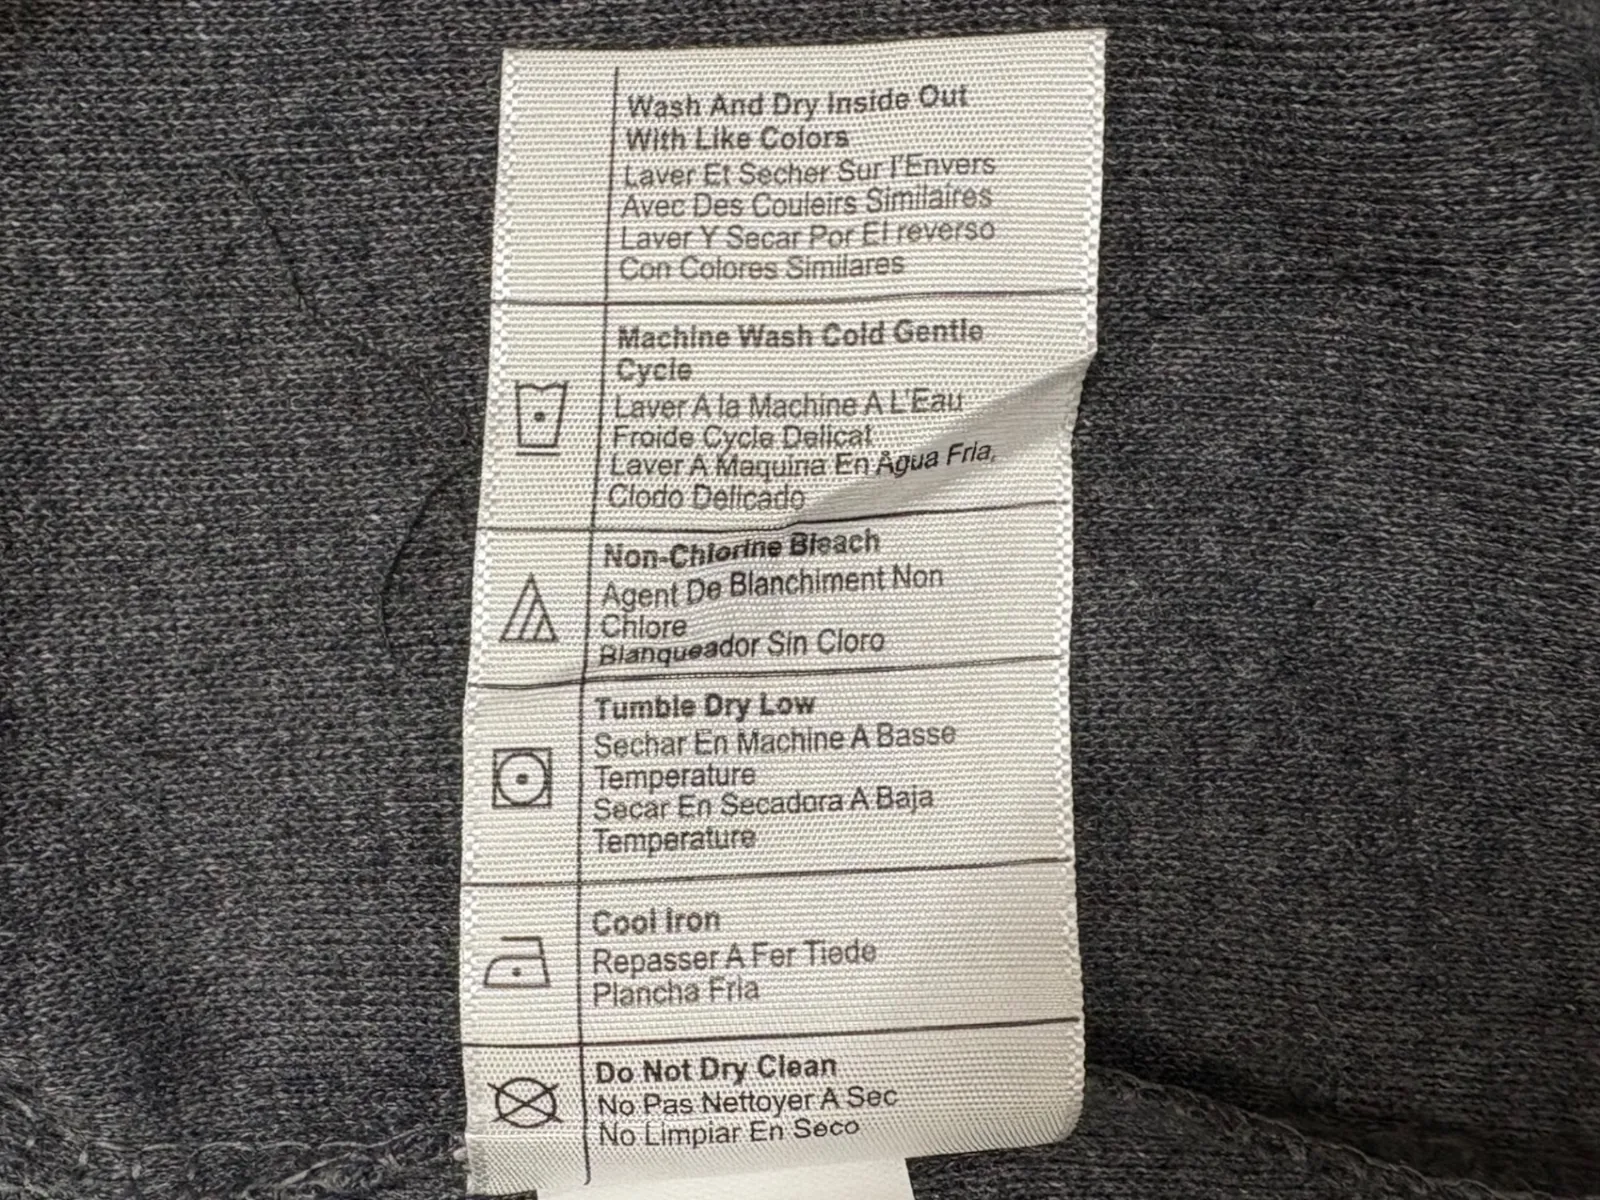 Wash And Dry Inside Out
With Like Colors
Laver Et Secher Sur l'Envers
Avec Des Couleirs Similaires
Laver Y Secar Por El reverso
Con Colores Similares
Machine Wash Cold Gentle
Cycle
Laver A la Machine A L'Eau
Froide Cycle Delicat
Laver A Maquina En Agua Fria,
Clodo Delicado
Non-Chlorine Bleach
Agent De Blanchiment Non
Chlore
Blanqueador Sin Cloro
Tumble Dry Low
Sechar En Machine A Basse
Temperature
Secar En Secadora A Baja
Temperature
Cool Iron
Repasser A Fer Tiede
Plancha Fria
Do Not Dry Clean
No Pas Nettoyer A Sec
No Limpiar En Seco